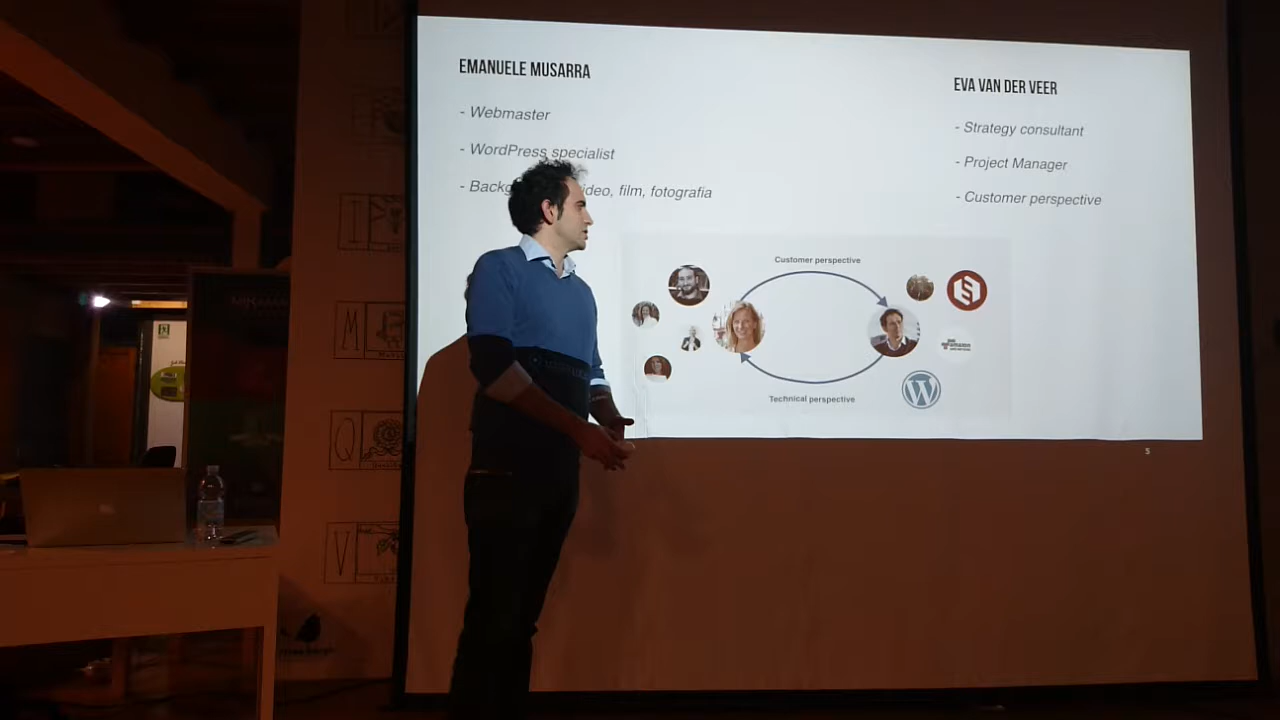 EMANUELE MUSARRA
- Webmaster
- WordPress specialist
- Backg ideo, film, fotografia
EVA VAN DER VEER
- Strategy consultant
- Project Manager
- Customer perspective
Customer perspective
Technical perspective
5
M
Q
V